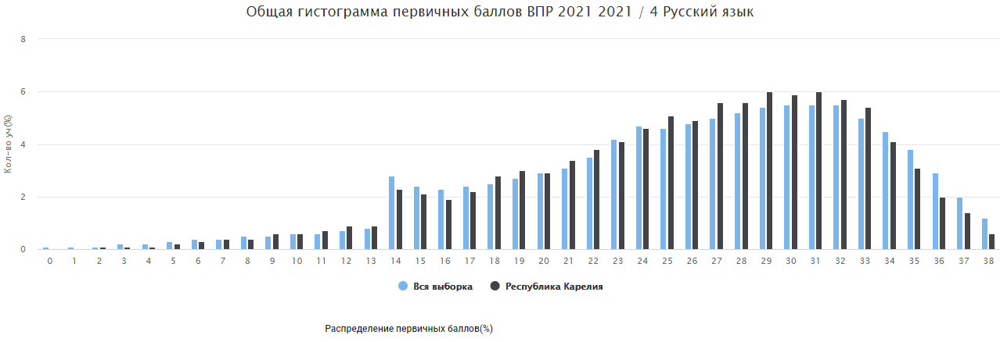 Общая гистограмма первичных баллов ВПР 2021 2021 / 4 Русский язык
Кол-во уч(%)
8
6
4
2
0
0 1 2 3 4 5 6 7 8 9 10 11 12 13 14 15 16 17 18 19 20 21 22 23 24 25 26 27 28 29 30 31 32 33 34 35 36 37 38
Вся выборка Республика Карелия
Распределение первичных баллов(%)